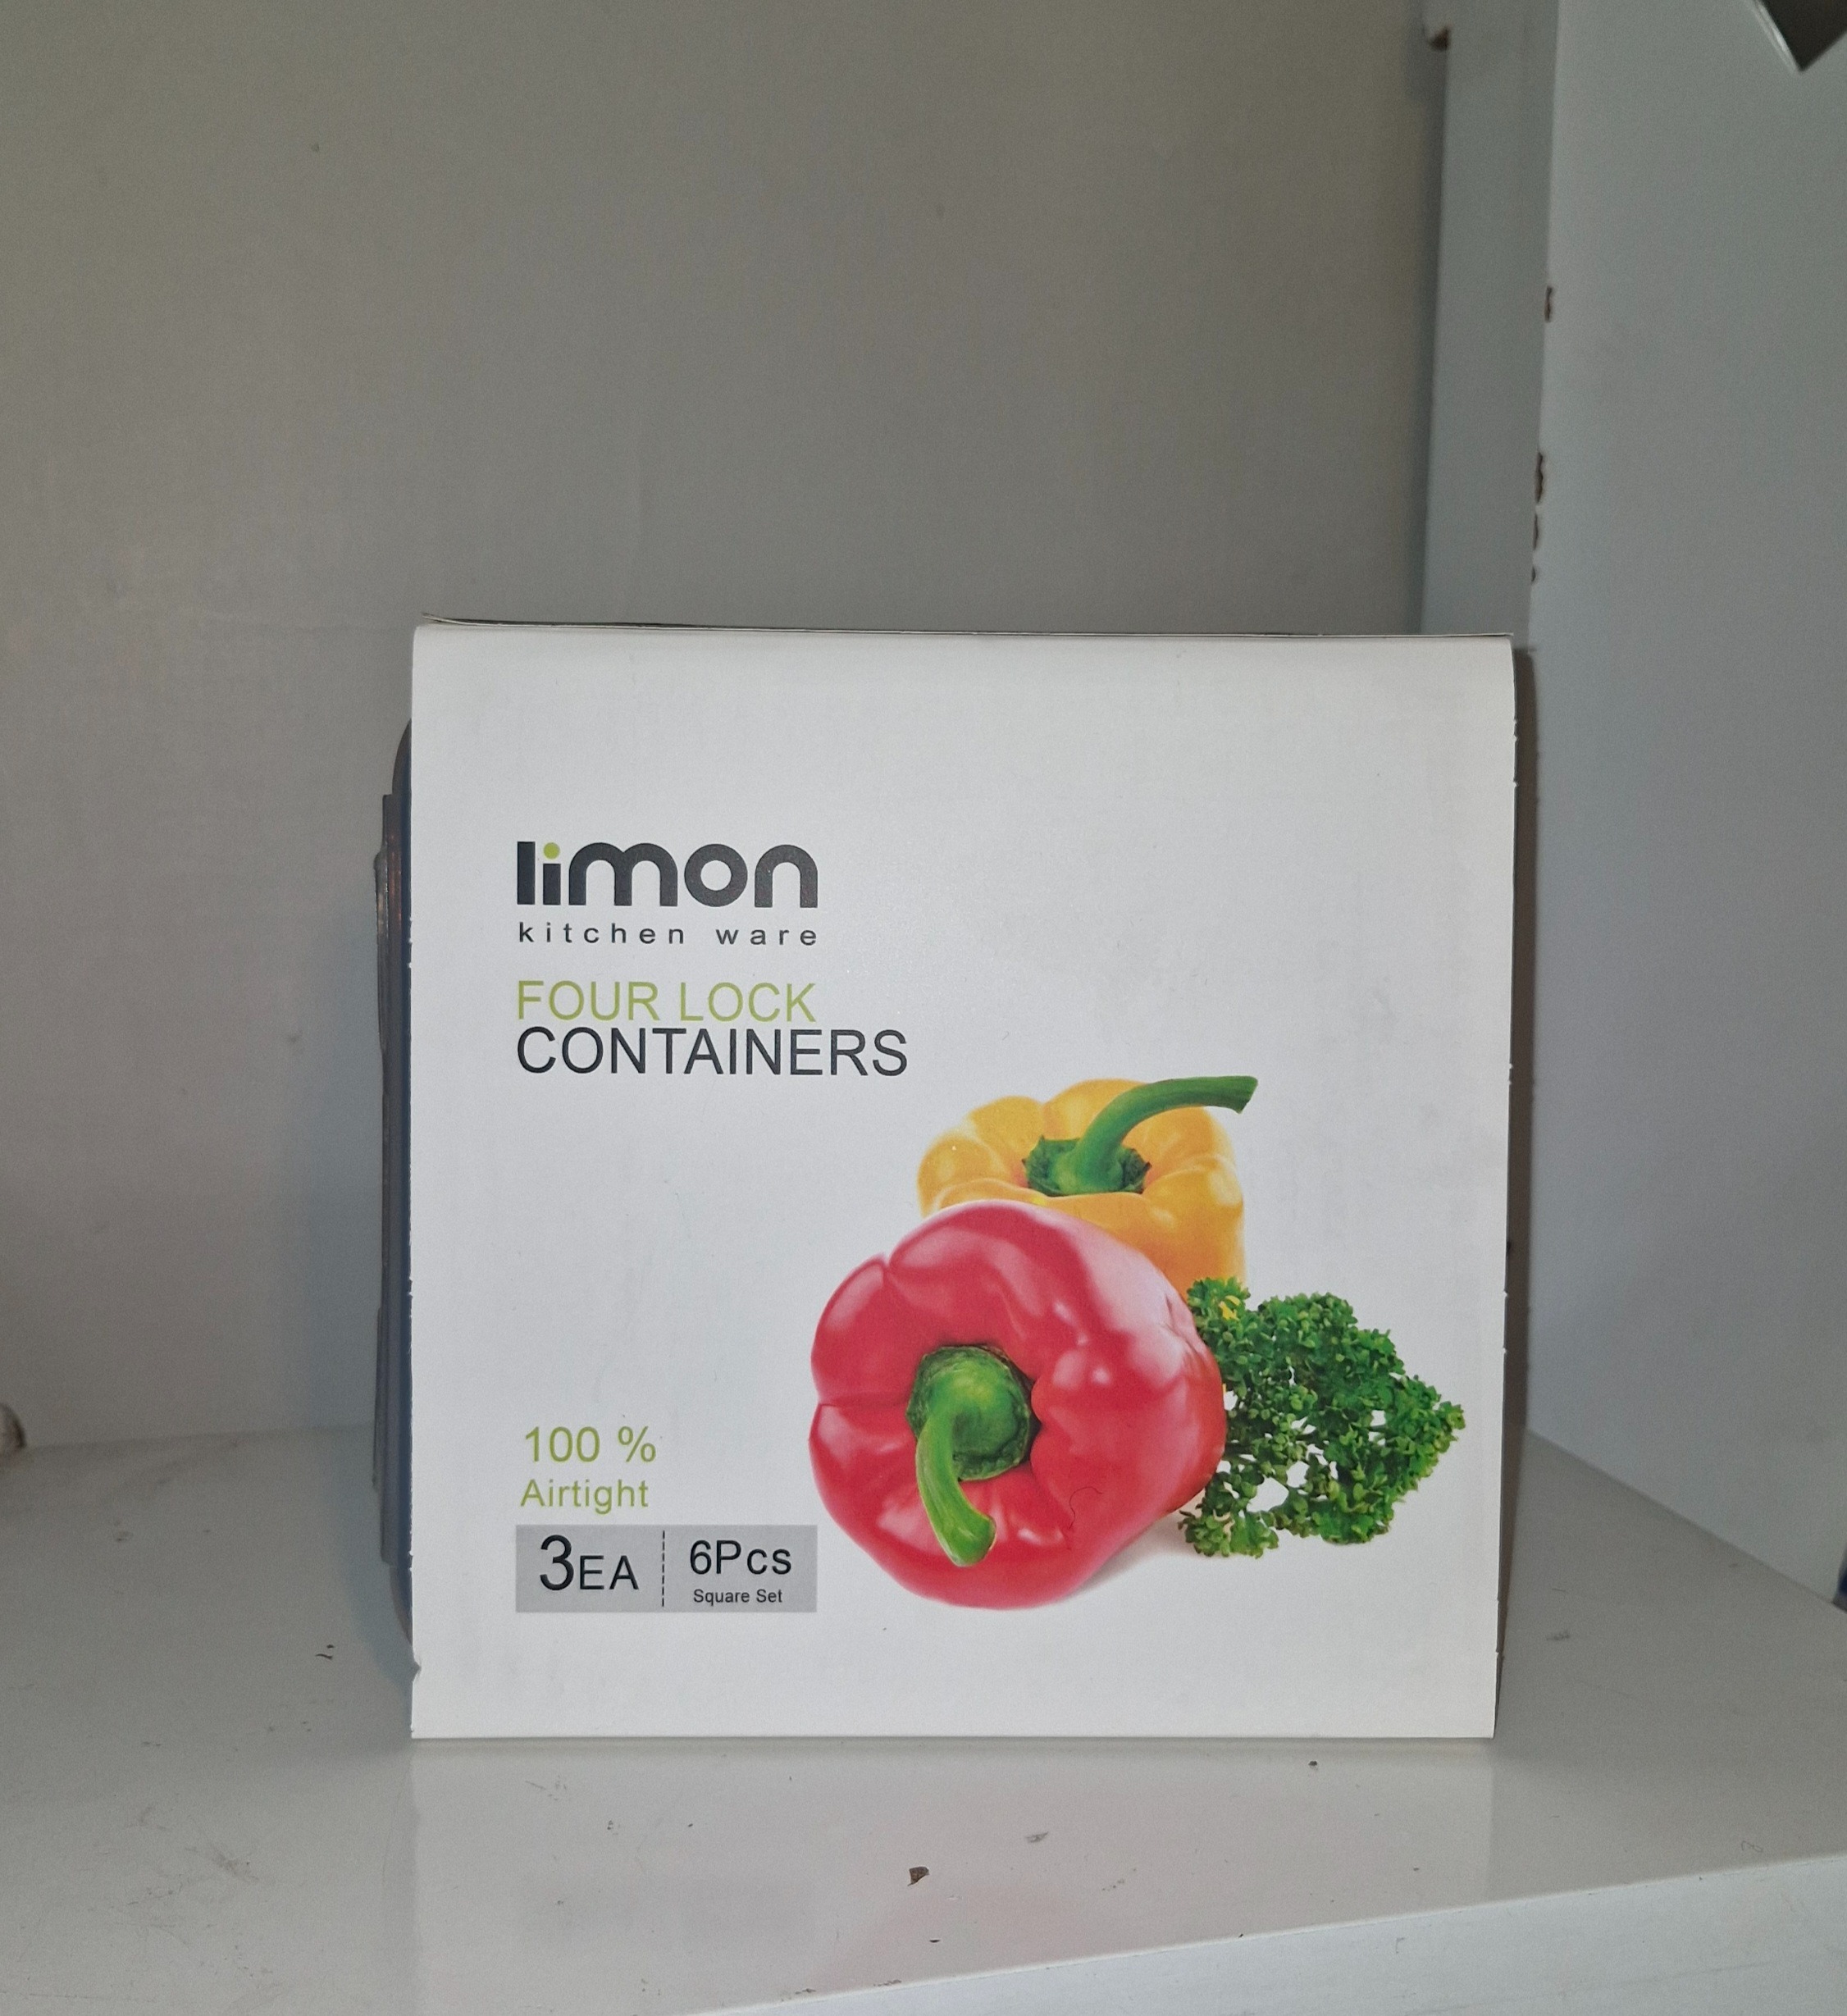 limon
kitchen ware
FOUR LOCK
CONTAINERS
100 %
Airtight
3EA
6Pcs
Square Set